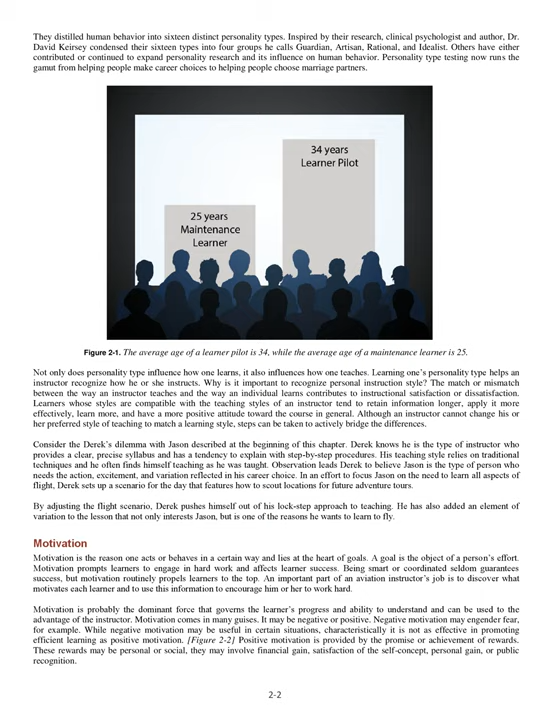 They distilled human behavior into sixteen distinct personality types. Inspired by their research, clinical psychologist and author, Dr.
David Keirsey condensed their sixteen types into four groups he calls Guardian, Artisan, Rational, and Idealist. Others have either
contributed or continued to expand personality research and its influence on human behavior. Personality type testing now runs the
gamut from helping people make career choices to helping people choose marriage partners.
34 years
Learner Pilot
25 years
Maintenance
Learner
Figure 2-1. The average age of a learner pilot is 34, while the average age of a maintenance learner is 25.
Not only does personality type influence how one learns, it also influences how one teaches. Learning one's personality type helps an
instructor recognize how he or she instructs. Why is it important to recognize personal instruction style? The match or mismatch
between the way an instructor teaches and the way an individual learns contributes to instructional satisfaction or dissatisfaction.
Learners whose styles are compatible with the teaching styles of an instructor tend to retain information longer, apply it more
effectively, learn more, and have a more positive attitude toward the course in general. Although an instructor cannot change his or
her preferred style of teaching to match a learning style, steps can be taken to actively bridge the differences.
Consider the Derek's dilemma with Jason described at the beginning of this chapter. Derek knows he is the type of instructor who
provides a clear, precise syllabus and has a tendency to explain with step-by-step procedures. His teaching style relies on traditional
techniques and he often finds himself teaching as he was taught. Observation leads Derek to believe Jason is the type of person who
needs the action, excitement, and variation reflected in his career choice. In an effort to focus Jason on the need to learn all aspects of
flight, Derek sets up a scenario for the day that features how to scout locations for future adventure tours.
By adjusting the flight scenario, Derek pushes himself out of his lock-step approach to teaching. He has also added an element of
variation to the lesson that not only interests Jason, but is one of the reasons he wants to learn to fly.
Motivation
Motivation is the reason one acts or behaves in a certain way and lies at the heart of goals. A goal is the object of a person's effort.
Motivation prompts learners to engage in hard work and affects learner success. Being smart or coordinated seldom guarantees
success, but motivation routinely propels learners to the top. An important part of an aviation instructor's job is to discover what
motivates each learner and to use this information to encourage him or her to work hard.
Motivation is probably the dominant force that governs the learner's progress and ability to understand and can be used to the
advantage of the instructor. Motivation comes in many guises. It may be negative or positive. Negative motivation may engender fear,
for example. While negative motivation may be useful in certain situations, characteristically it is not as effective in promoting
efficient learning as positive motivation. [Figure 2-2] Positive motivation is provided by the promise or achievement of rewards.
These rewards may be personal or social, they may involve financial gain, satisfaction of the self-concept, personal gain, or public
recognition.
2-2